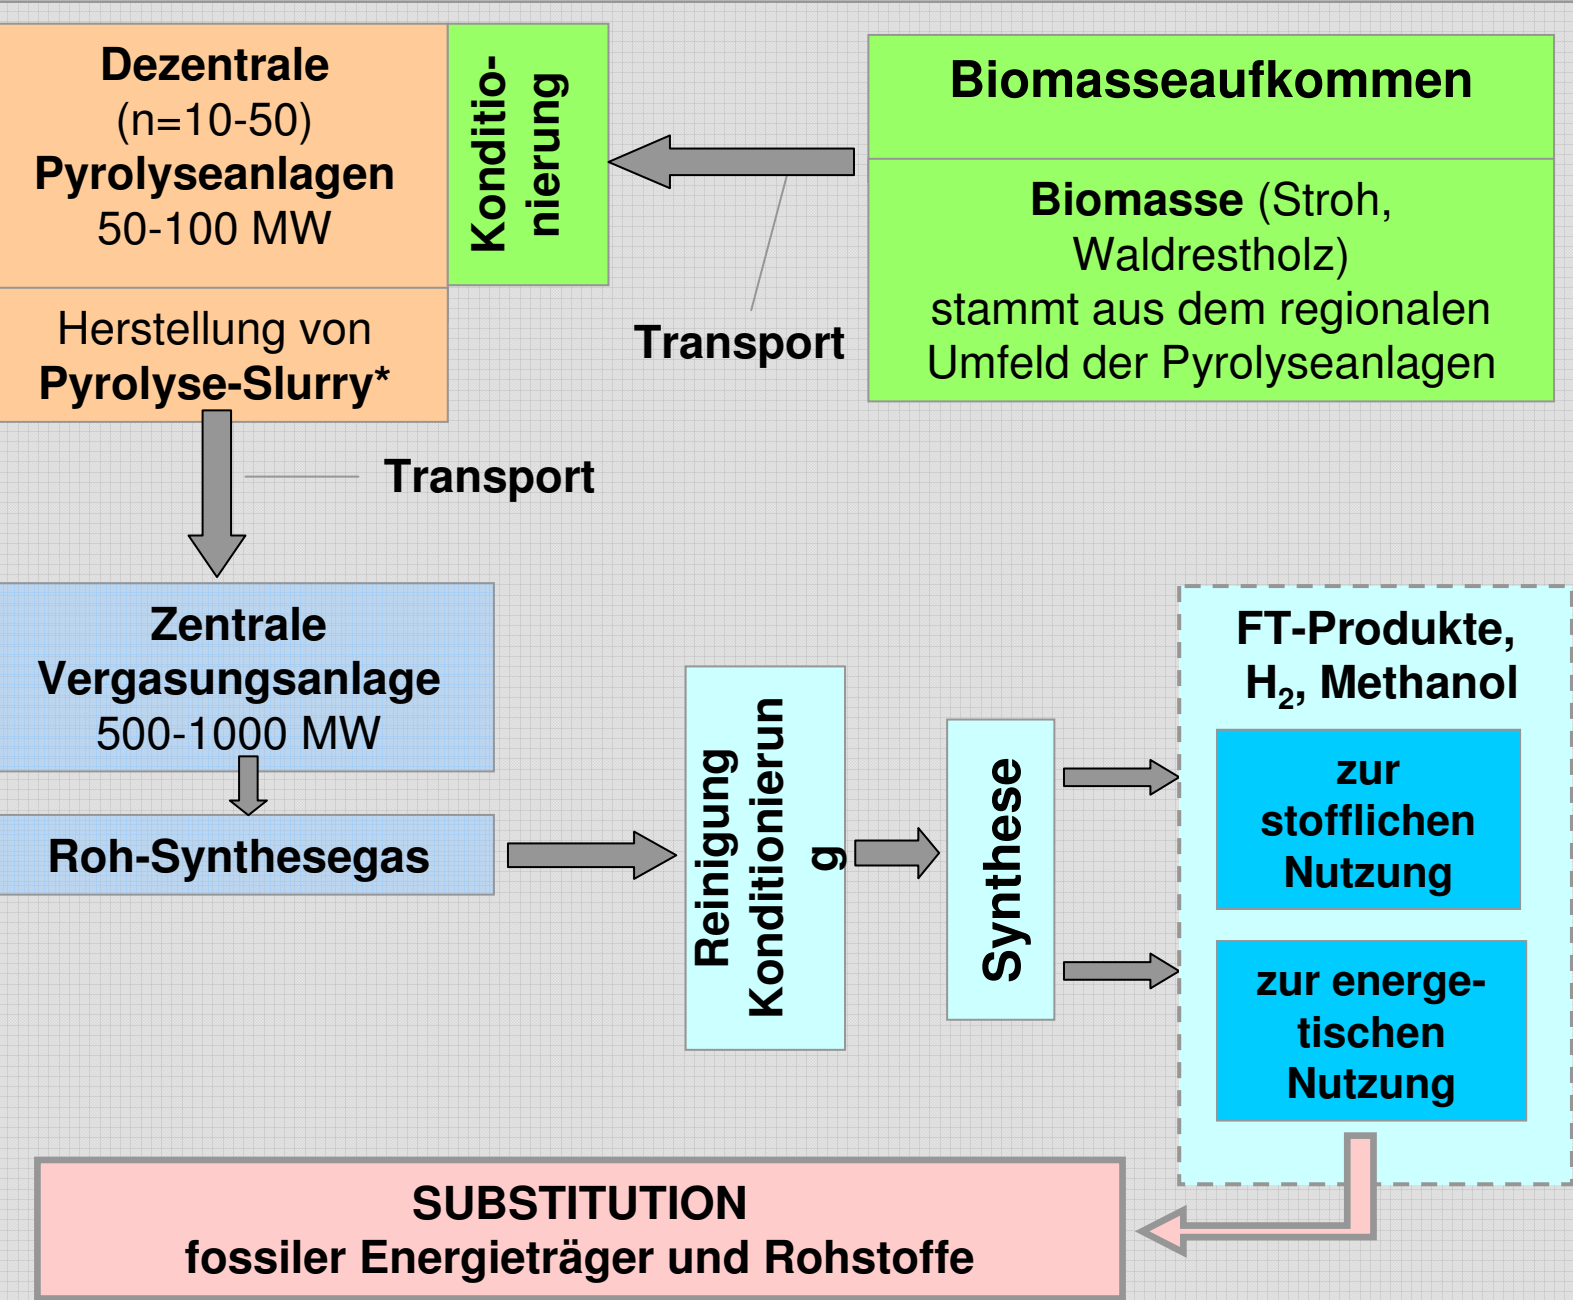 Dezentrale
(n=10-50)
Pyrolyseanlagen
50-100 MW
Herstellung von
Pyrolyse-Slurry*
Konditio-
nierung
Transport
Biomasseaufkommen
Biomasse (Stroh,
Waldrestholz)
stammt aus dem regionalen
Umfeld der Pyrolyseanlagen
Transport
Zentrale
Vergasungsanlage
500-1000 MW
Roh-Synthesegas
Reinigung
Konditionierun
g
Synthese
FT-Produkte,
H₂, Methanol
zur
stofflichen
Nutzung
zur energe-
tischen
Nutzung
SUBSTITUTION
fossiler Energieträger und Rohstoffe